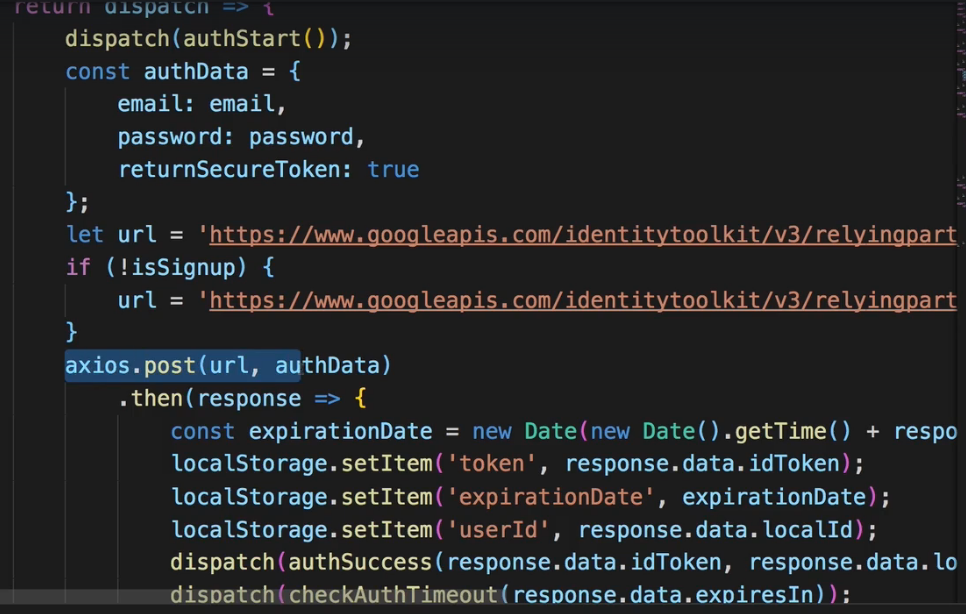 return dispatch => {
dispatch(authStart());
const authData = {
email: email,
password: password,
returnSecureToken: true
};
let url = 'https://www.googleapis.com/identitytoolkit/v3/relyingpart
if (!isSignup) {
url = 'https://www.googleapis.com/identitytoolkit/v3/relyingpart
}
axios.post(url, authData)
.then(response => {
const expirationDate = new Date(new Date().getTime() + respo
localStorage.setItem('token', response.data.idToken);
localStorage.setItem('expirationDate', expirationDate);
localStorage.setItem('userId', response.data.localId);
dispatch(authSuccess(response.data.idToken, response.data.lo
dispatch(checkAuthTimeout(response.data.expiresIn));